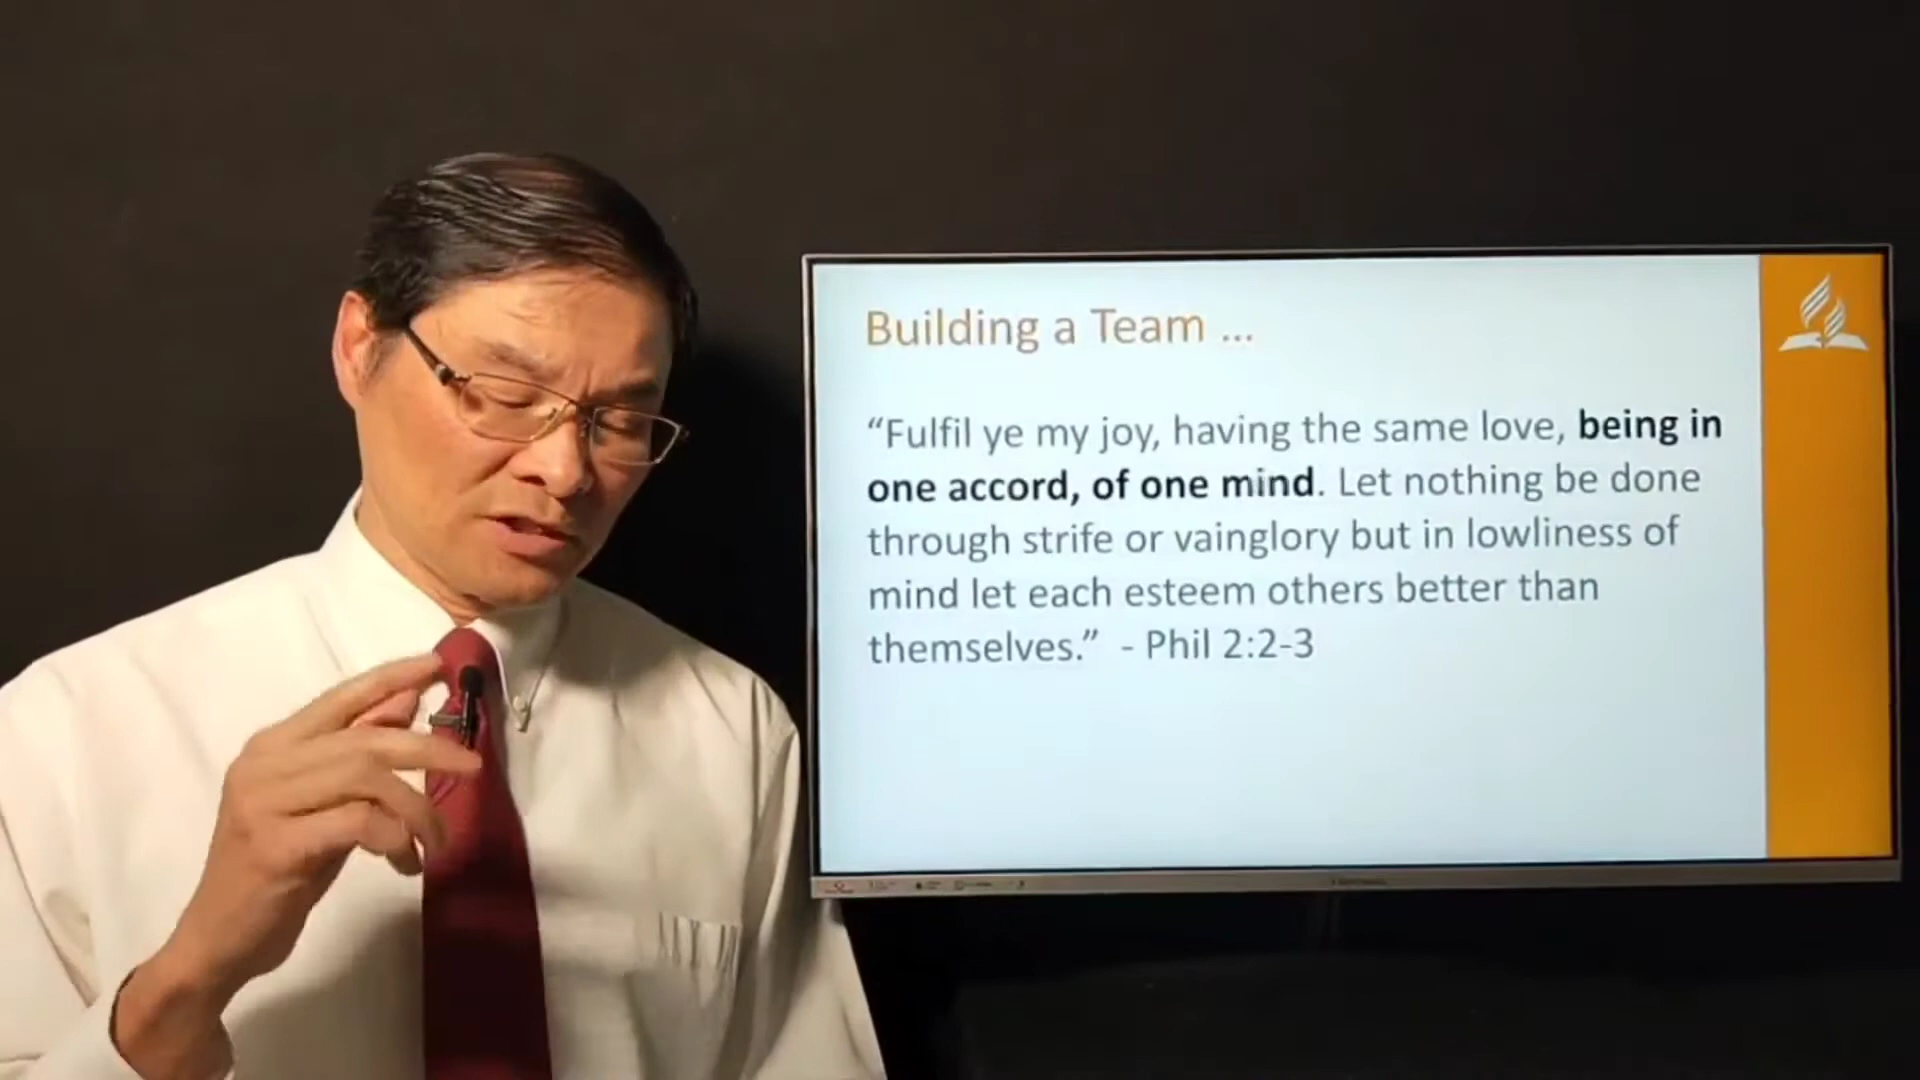 Building a Team ...
“Fulfil ye my joy, having the same love, being in
one accord, of one mind. Let nothing be done
through strife or vainglory but in lowliness of
mind let each esteem others better than
themselves.”  - Phil 2:2-3